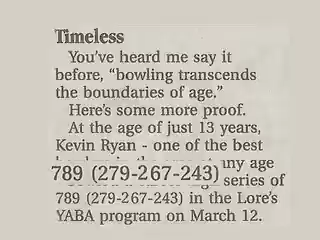 Timeless
You've heard me say it
before, "bowling transcends
the boundaries of age."
Here's some more proof.
At the age of just 13 years,
Kevin Ryan - one of the best
any age
789 (279-267-243) series of
789 (279-267-243) in the Lore's
YABA program on March 12.